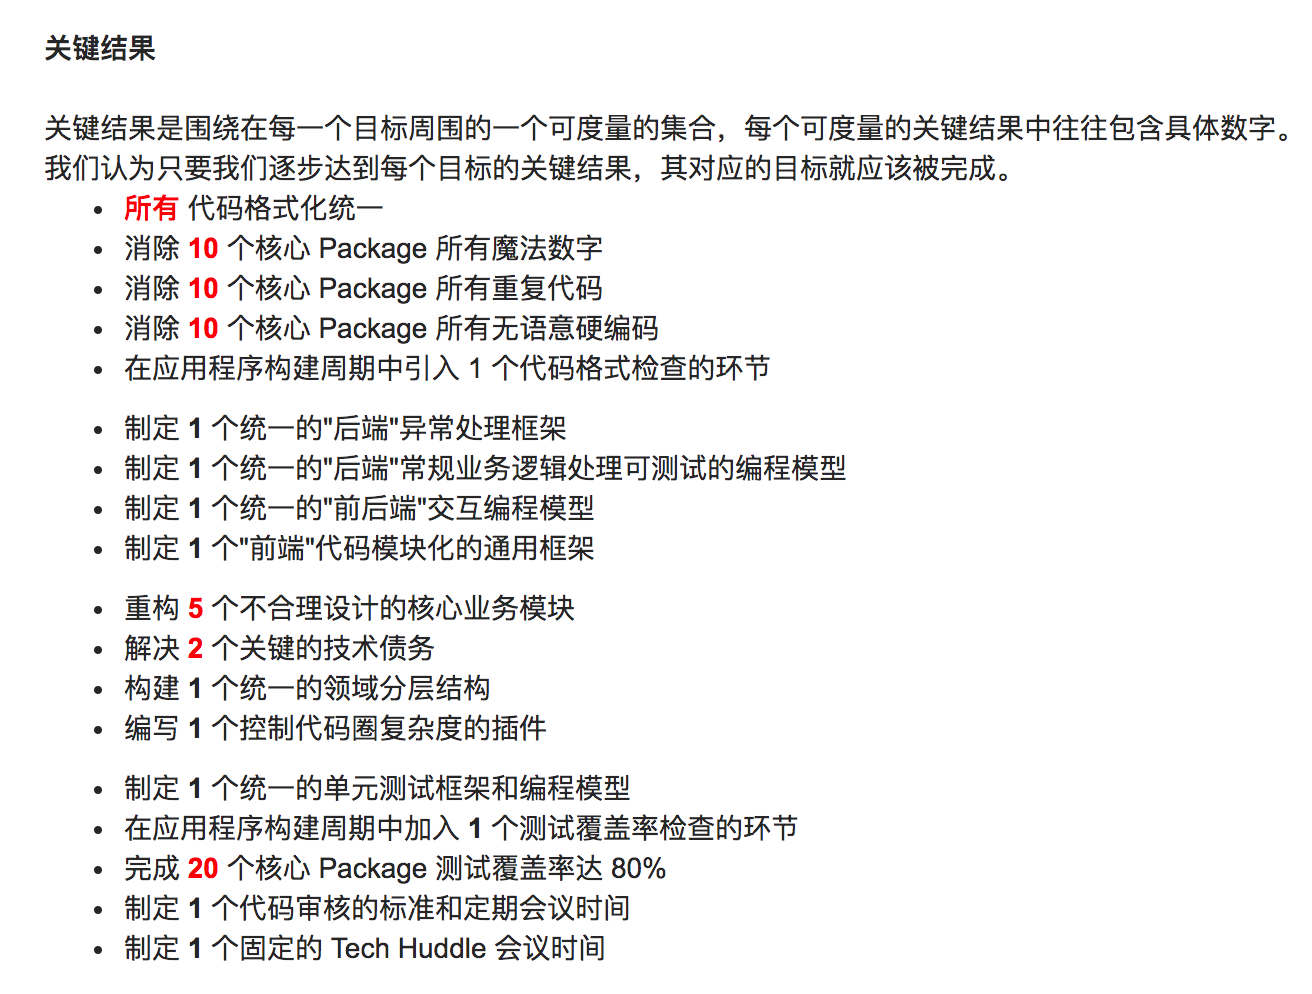 关键结果
关键结果是围绕在每一个目标周围的一个可度量的集合，每个可度量的关键结果中往往包含具体数字。
我们认为只要我们逐步达到每个目标的关键结果，其对应的目标就应该被完成。
• 所有 代码格式化统一
• 消除 10 个核心 Package 所有魔法数字
• 消除 10 个核心 Package 所有重复代码
• 消除 10 个核心 Package 所有无语意硬编码
• 在应用程序构建周期中引入 1 个代码格式检查的环节
• 制定 1 个统一的"后端"异常处理框架
• 制定 1 个统一的"后端"常规业务逻辑处理可测试的编程模型
• 制定 1 个统一的"前后端"交互编程模型
• 制定 1 个"前端"代码模块化的通用框架
• 重构 5 个不合理设计的核心业务模块
• 解决 2 个关键的技术债务
• 构建 1 个统一的领域分层结构
• 编写 1 个控制代码圈复杂度的插件
• 制定 1 个统一的单元测试框架和编程模型
• 在应用程序构建周期中加入 1 个测试覆盖率检查的环节
• 完成 20 个核心 Package 测试覆盖率达 80%
• 制定 1 个代码审核的标准和定期会议时间
• 制定 1 个固定的 Tech Huddle 会议时间